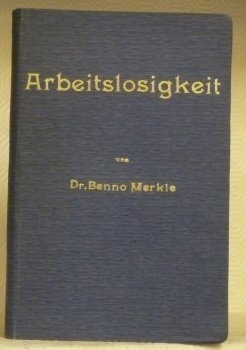 Arbeitslosigkeit
von
Dr. Benno Merkle